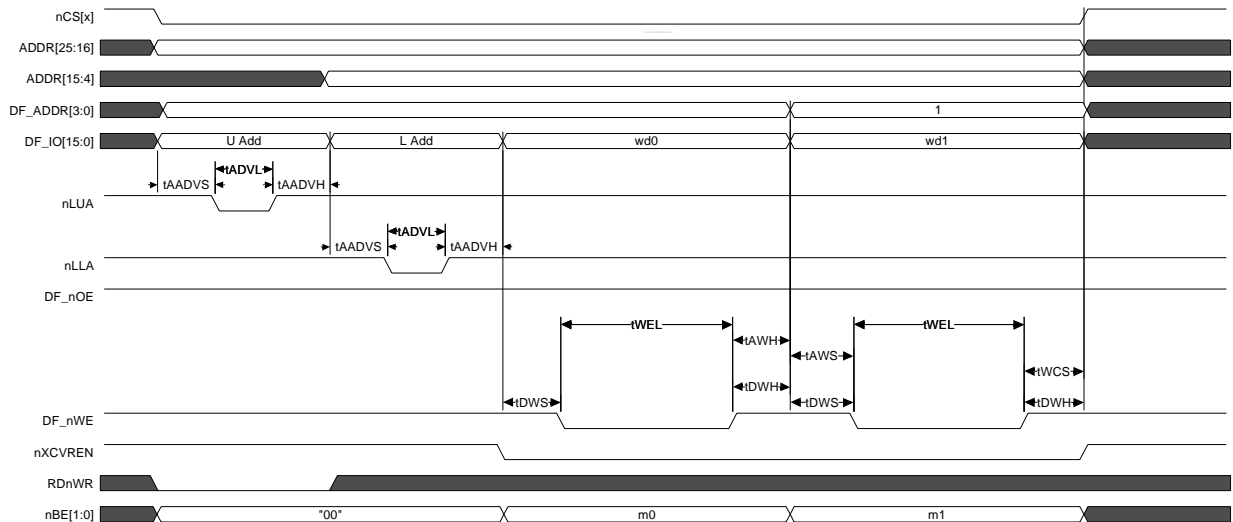 nCS[x]
ADDR[25:16]
ADDR[15:4]
DF_ADDR[3:0] 1
DF_IO[15:0] U Add L Add wd0 wd1
tADVL
tAADVS tAADVH
nLUA
tADVL
tAADVS tAADVH
nLLA
DF_nOE
tWEL tWEL
tAWH tAWS
tWCS
tDWH
tDWS tDWS tDWH
DF_nWE
nXCVREN
RDnWR
nBE[1:0] "00" m0 m1